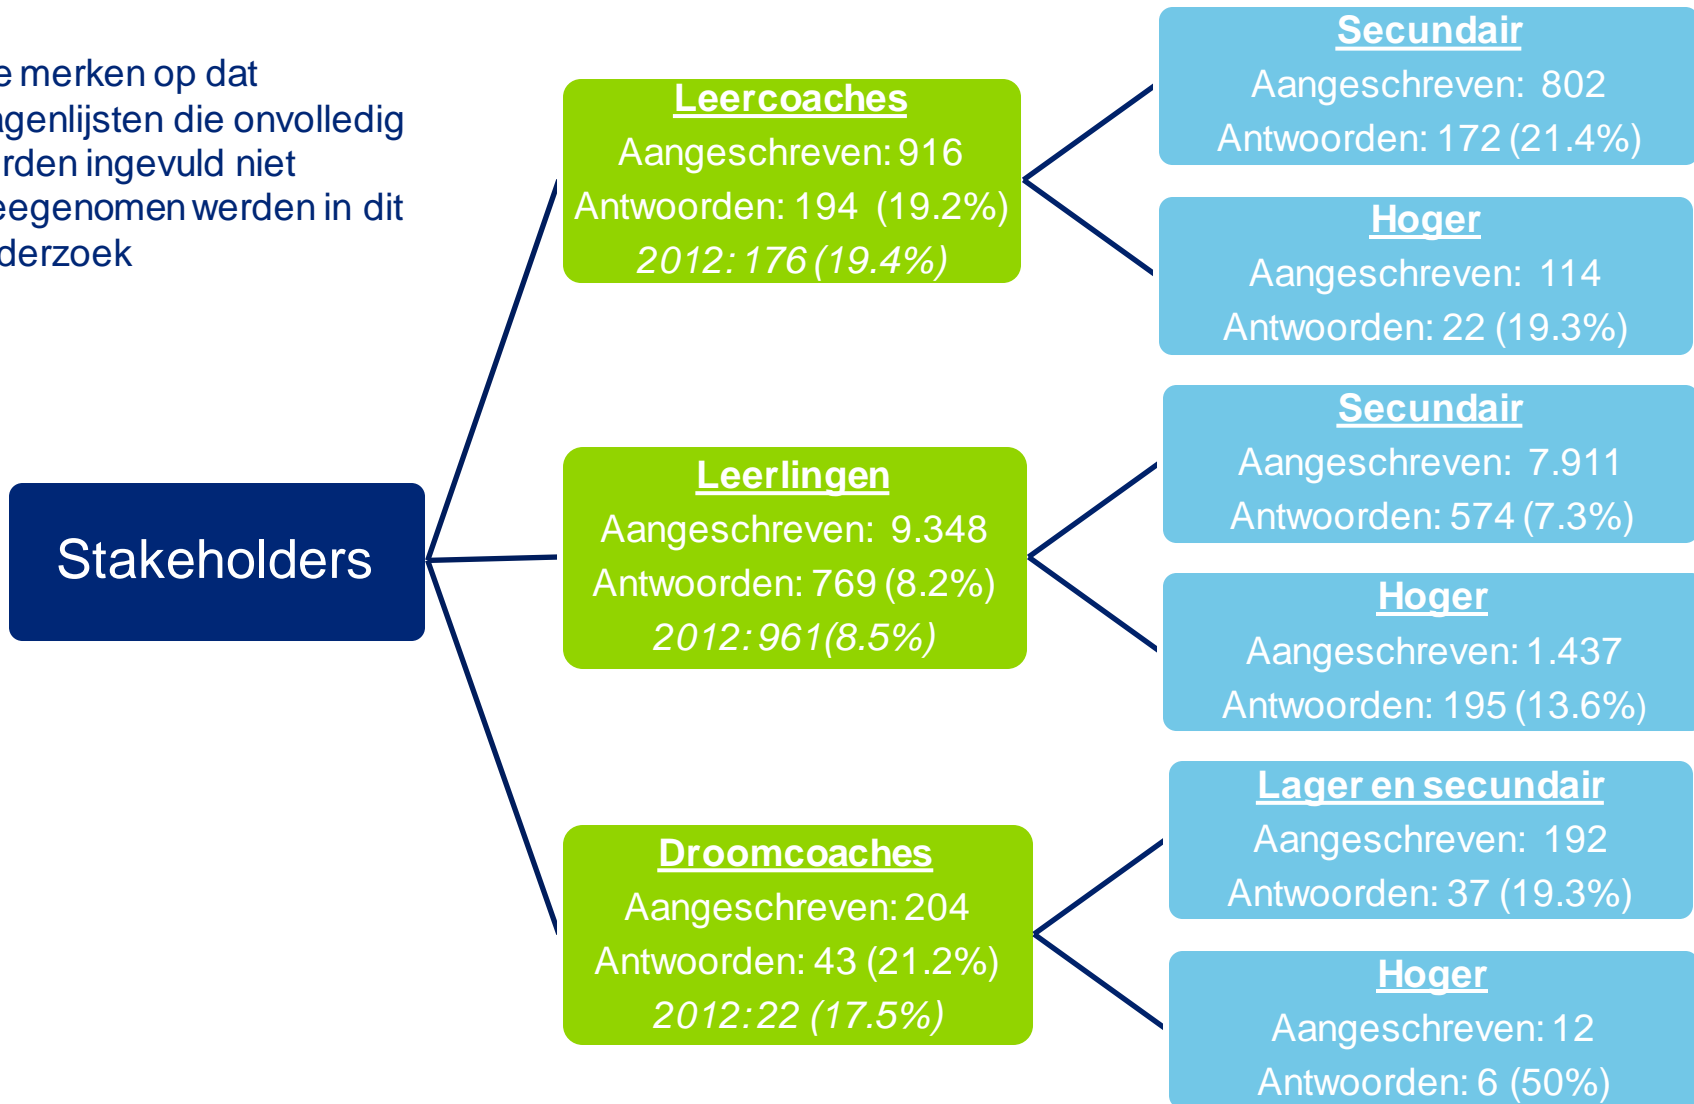 e merken op dat
agenlijsten die onvolledig
rden ingevuld niet
eegenomen werden in dit
derzoek
Stakeholders
Leercoaches
Aangeschreven: 916
Antwoorden: 194 (19.2%)
2012: 176 (19.4%)
Secundair
Aangeschreven: 802
Antwoorden: 172 (21.4%)
Hoger
Aangeschreven: 114
Antwoorden: 22 (19.3%)
Leerlingen
Aangeschreven: 9.348
Antwoorden: 769 (8.2%)
2012: 961(8.5%)
Secundair
Aangeschreven: 7.911
Antwoorden: 574 (7.3%)
Hoger
Aangeschreven: 1.437
Antwoorden: 195 (13.6%)
Droomcoaches
Aangeschreven: 204
Antwoorden: 43 (21.2%)
2012: 22 (17.5%)
Lager en secundair
Aangeschreven: 192
Antwoorden: 37 (19.3%)
Hoger
Aangeschreven: 12
Antwoorden: 6 (50%)